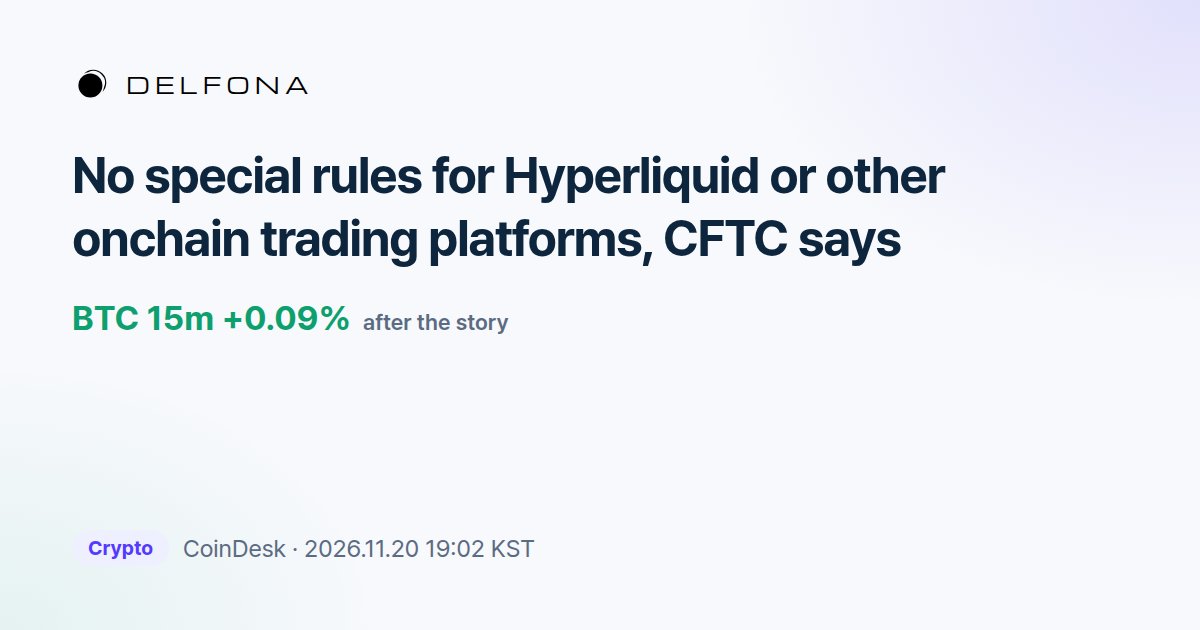 DELFONA
No special rules for Hyperliquid or other
onchain trading platforms, CFTC says
BTC 15m +0.09% after the story
Crypto CoinDesk · 2026.11.20 19:02 KST